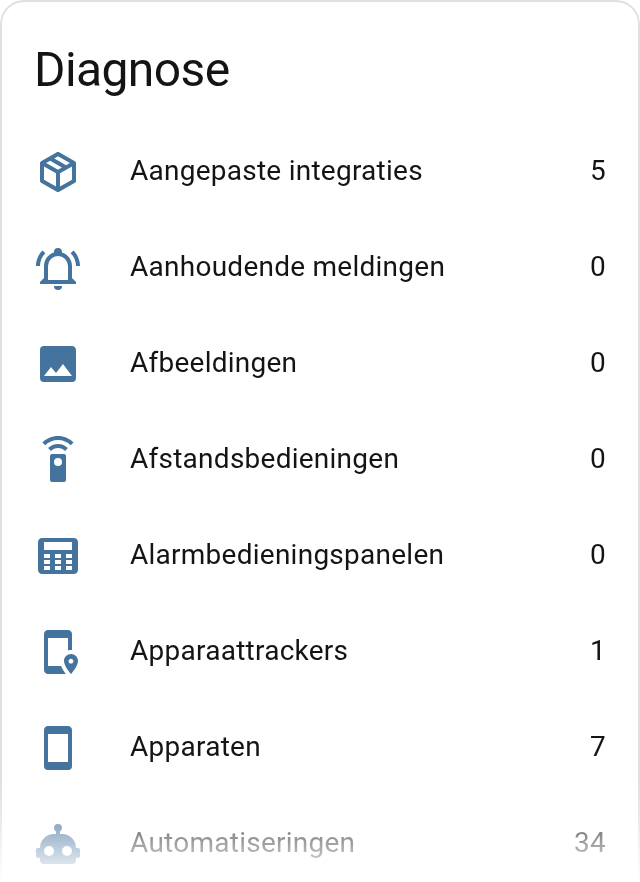 Diagnose
Aangepaste integraties 5
Aanhoudende meldingen 0
Afbeeldingen 0
Afstandsbedieningen 0
Alarmbedieningspanelen 0
Apparaattrackers 1
Apparaten 7
Automatiseringen 34